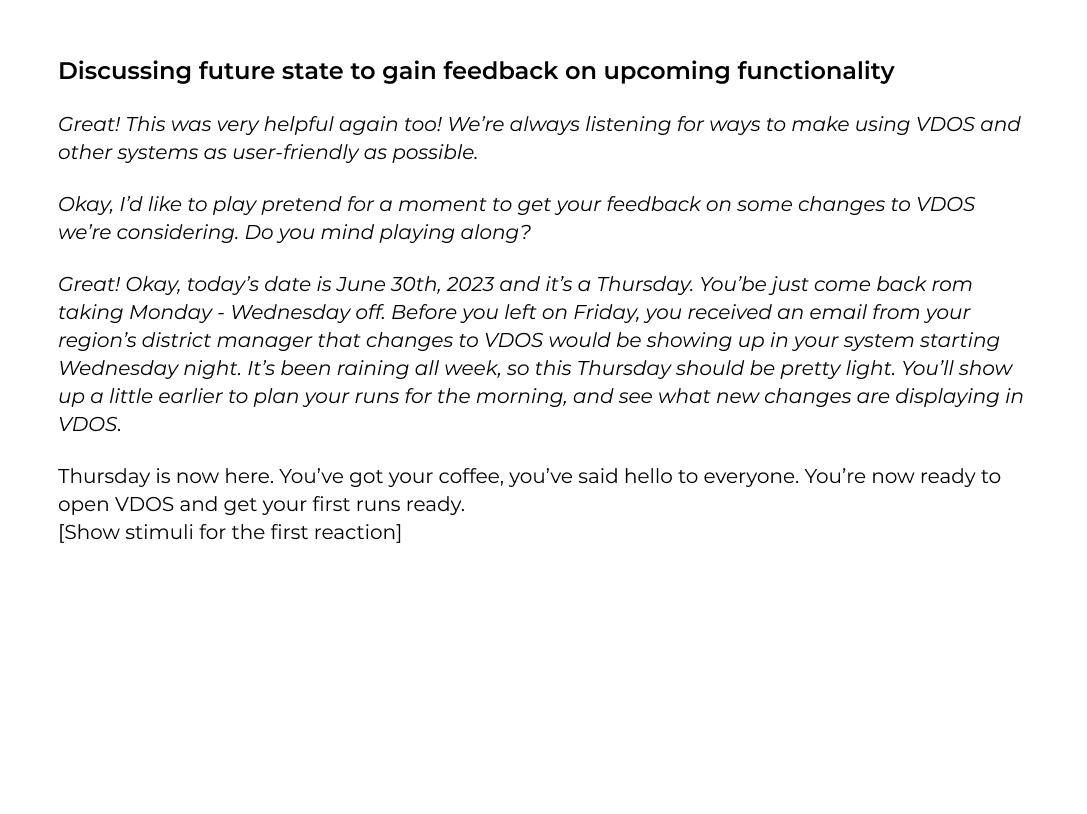 Discussing future state to gain feedback on upcoming functionality
Great! This was very helpful again too! We’re always listening for ways to make using VDOS and
other systems as user-friendly as possible.
Okay, I’d like to play pretend for a moment to get your feedback on some changes to VDOS
we’re considering. Do you mind playing along?
Great! Okay, today’s date is June 30th, 2023 and it’s a Thursday. You’be just come back rom
taking Monday - Wednesday off. Before you left on Friday, you received an email from your
region’s district manager that changes to VDOS would be showing up in your system starting
Wednesday night. It’s been raining all week, so this Thursday should be pretty light. You’ll show
up a little earlier to plan your runs for the morning, and see what new changes are displaying in
VDOS.
Thursday is now here. You’ve got your coffee, you’ve said hello to everyone. You’re now ready to
open VDOS and get your first runs ready.
[Show stimuli for the first reaction]